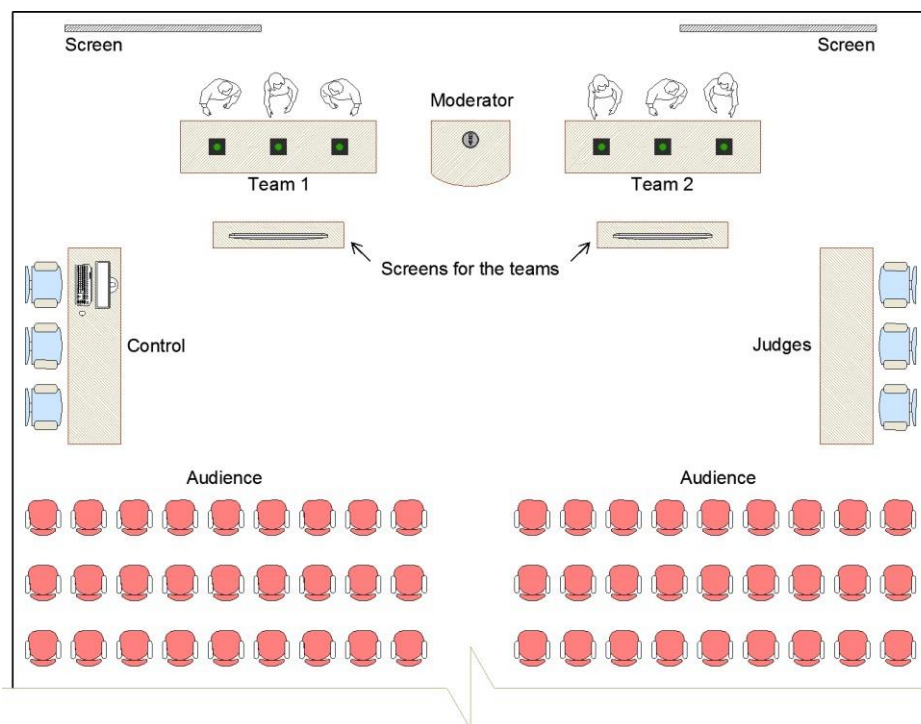 Screen
Screen
Moderator
Team 1
Team 2
Screens for the teams
Control
Judges
Audience
Audience